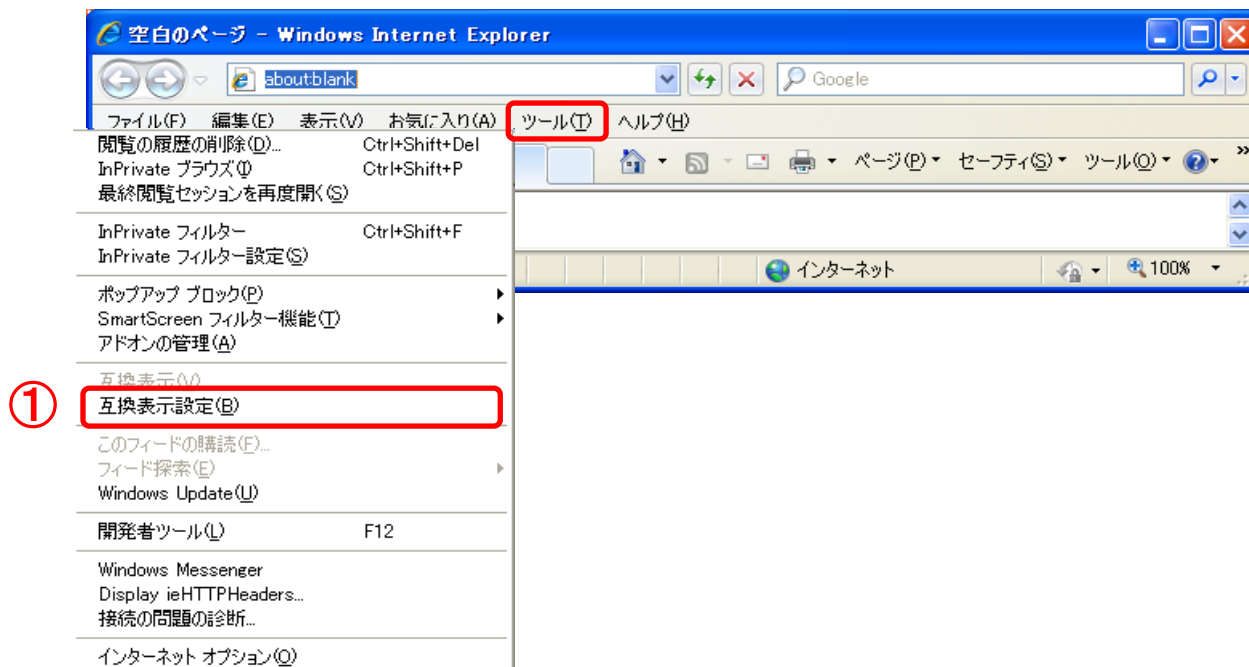 空白のページ - Windows Internet Explorer
about:blank
Google
ファイル(F) 編集(E) 表示(V) お気に入り(A) ツール(T) ヘルプ(H)
ページ(P) セーフティ(S) ツール(O) »
閲覧の履歴の削除(D)... Ctrl+Shift+Del
InPrivate ブラウズ(I) Ctrl+Shift+P
最終閲覧セッションを再度開く(S)
InPrivate フィルター Ctrl+Shift+F
InPrivate フィルター設定(S)
インターネット 100%
ポップアップ ブロック(P)
SmartScreen フィルター機能(T)
アドオンの管理(A)
互換表示(V)
① 互換表示設定(B)
このフィードの購読(F)...
フィード探索(E)
Windows Update(U)
開発者ツール(L) F12
Windows Messenger
Display ieHTTPHeaders...
接続の問題の診断...
インターネット オプション(O)